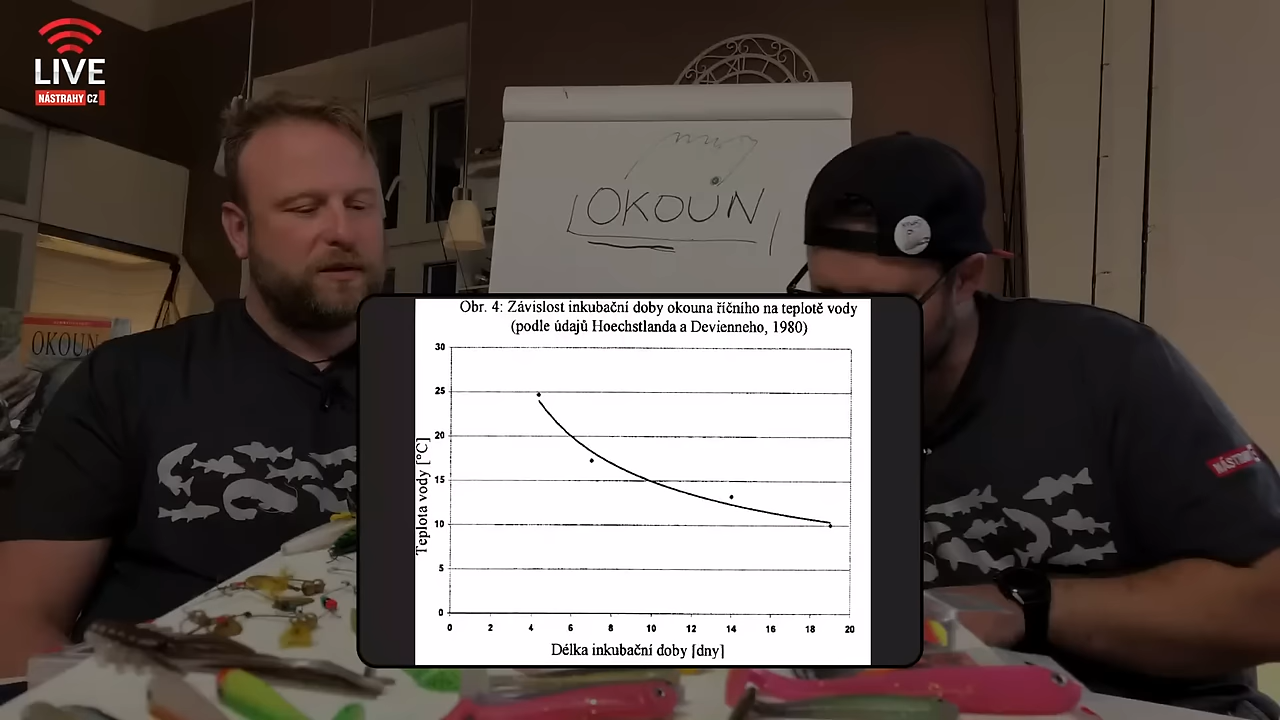 LIVE
NÁSTRAHY CZ
OKOUN
OKOUN
Obr. 4: Závislost inkubační doby okouna říčního na teplotě vody
(podle údajů Hoechstlanda a Devienneho, 1980)
30
25
20
15
10
5
0
Teplota vody [°C]
0 2 4 6 8 10 12 14 16 18 20
Délka inkubační doby [dny]